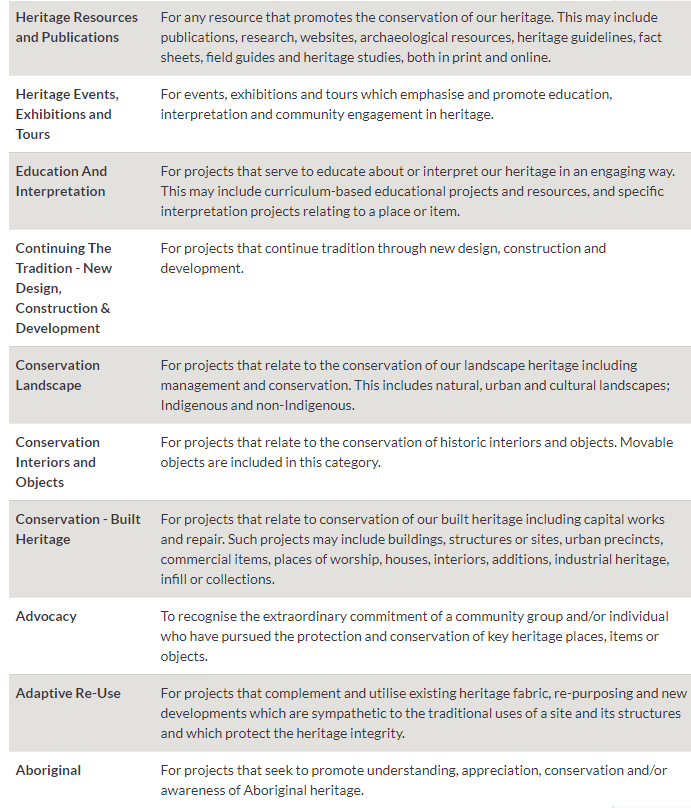 Heritage Resources
and Publications
For any resource that promotes the conservation of our heritage. This may include
publications, research, websites, archaeological resources, heritage guidelines, fact
sheets, field guides and heritage studies, both in print and online.
Heritage Events,
Exhibitions and
Tours
For events, exhibitions and tours which emphasise and promote education,
interpretation and community engagement in heritage.
Education And
Interpretation
For projects that serve to educate about or interpret our heritage in an engaging way.
This may include curriculum-based educational projects and resources, and specific
interpretation projects relating to a place or item.
Continuing The
Tradition - New
Design,
Construction &
Development
For projects that continue tradition through new design, construction and
development.
Conservation
Landscape
For projects that relate to the conservation of our landscape heritage including
management and conservation. This includes natural, urban and cultural landscapes;
Indigenous and non-Indigenous.
Conservation
Interiors and
Objects
For projects that relate to the conservation of historic interiors and objects. Movable
objects are included in this category.
Conservation - Built
Heritage
For projects that relate to conservation of our built heritage including capital works
and repair. Such projects may include buildings, structures or sites, urban precincts,
commercial items, places of worship, houses, interiors, additions, industrial heritage,
infill or collections.
Advocacy
To recognise the extraordinary commitment of a community group and/or individual
who have pursued the protection and conservation of key heritage places, items or
objects.
Adaptive Re-Use
For projects that complement and utilise existing heritage fabric, re-purposing and new
developments which are sympathetic to the traditional uses of a site and its structures
and which protect the heritage integrity.
Aboriginal
For projects that seek to promote understanding, appreciation, conservation and/or
awareness of Aboriginal heritage.